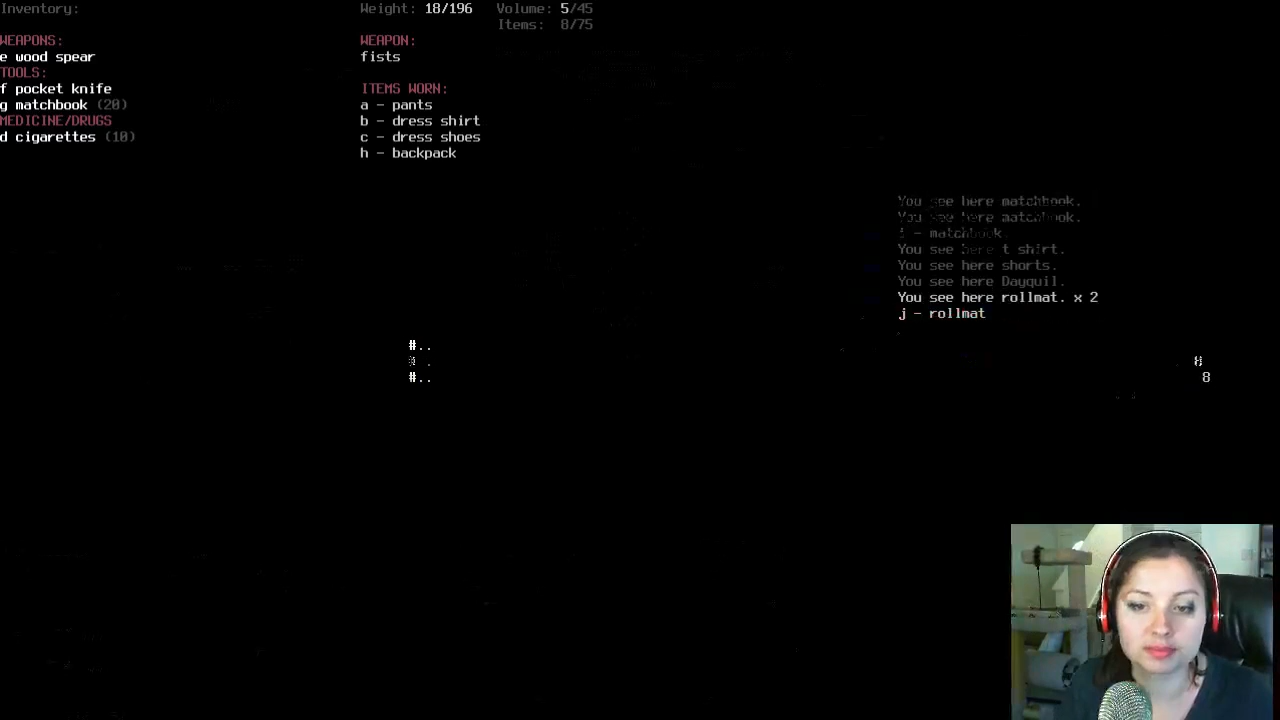 Inventory:
Weight: 18/196 Volume: 5/45
Items: 8/75
WEAPONS:
e wood spear
TOOLS:
f pocket knife
g matchbook (20)
MEDICINE/DRUGS
d cigarettes (10)
WEAPON:
fists
ITEMS WORN:
a - pants
b - dress shirt
c - dress shoes
h - backpack
You see here matchbook.
You see here matchbook.
i - matchbook.
You see here t shirt.
You see here shorts.
You see here Dayquil.
You see here rollmat. x 2
j - rollmat
#..
#..
8
8